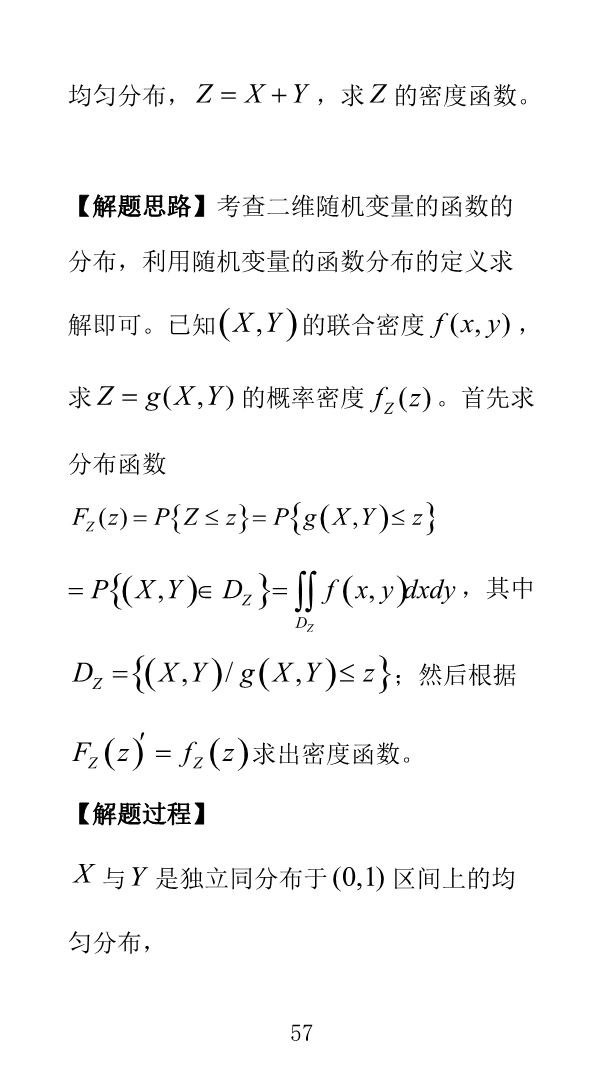 均匀分布，Z = X + Y，求 Z 的密度函数。
【解题思路】考查二维随机变量的函数的
分布，利用随机变量的函数分布的定义求
解即可。已知(X,Y)的联合密度 f(x, y)，
求 Z = g(X,Y) 的概率密度 f_Z(z)。首先求
分布函数
F_Z(z) = P{Z ≤ z} = P{g(X,Y) ≤ z}
= P{(X,Y)∈ D_Z} = ∬_{D_Z} f(x, y)dxdy，其中
D_Z = {(X,Y)/ g(X,Y) ≤ z}；然后根据
F_Z(z)′ = f_Z(z)求出密度函数。
【解题过程】
X 与 Y 是独立同分布于(0,1) 区间上的均
匀分布，
57